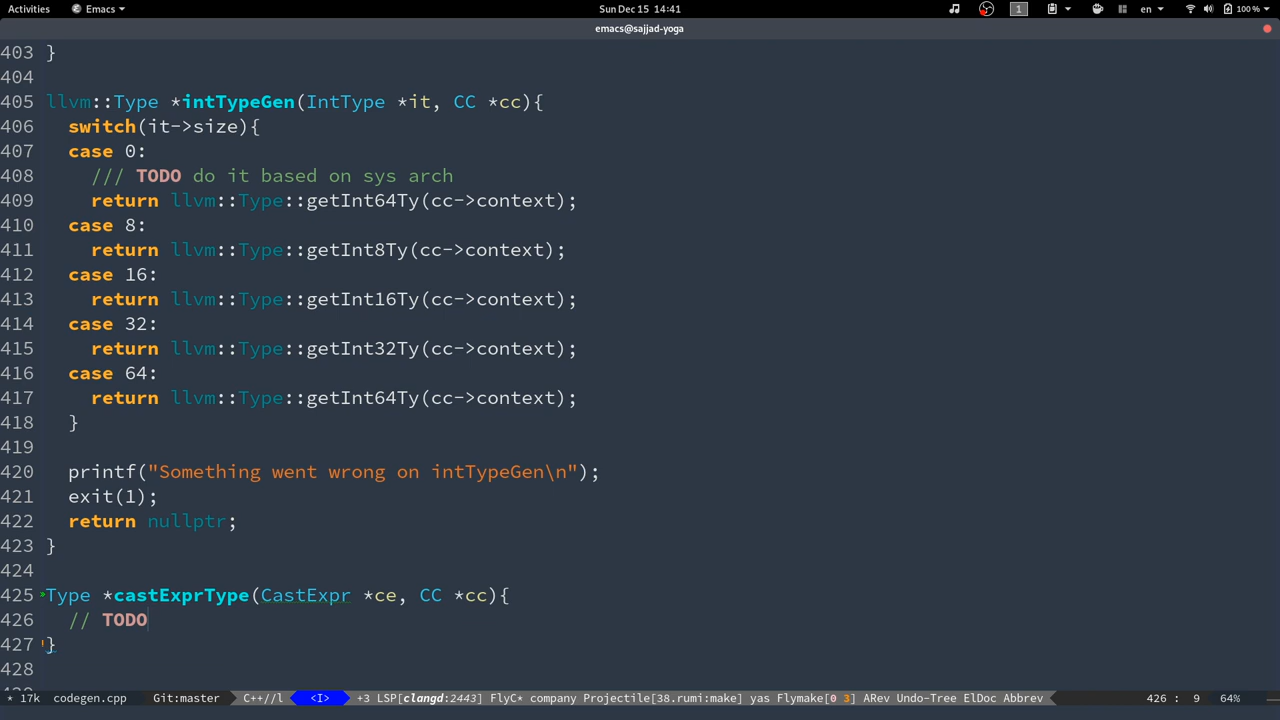 Activities Emacs Sun Dec 15 14:41 1 en 100 %
emacs@sajjad-yoga
403 }
404
405 llvm::Type *intTypeGen(IntType *it, CC *cc){
406 switch(it->size){
407 case 0:
408 /// TODO do it based on sys arch
409 return llvm::Type::getInt64Ty(cc->context);
410 case 8:
411 return llvm::Type::getInt8Ty(cc->context);
412 case 16:
413 return llvm::Type::getInt16Ty(cc->context);
414 case 32:
415 return llvm::Type::getInt32Ty(cc->context);
416 case 64:
417 return llvm::Type::getInt64Ty(cc->context);
418 }
419
420 printf("Something went wrong on intTypeGen\n");
421 exit(1);
422 return nullptr;
423 }
424
425 Type *castExprType(CastExpr *ce, CC *cc){
426 // TODO
427 }
428
* 17k codegen.cpp Git:master C++//l <I> +3 LSP[clangd:2443] FlyC* company Projectile[38.rumi:make] yas Flymake[0 3] ARev Undo-Tree ElDoc Abbrev 426 : 9 64%